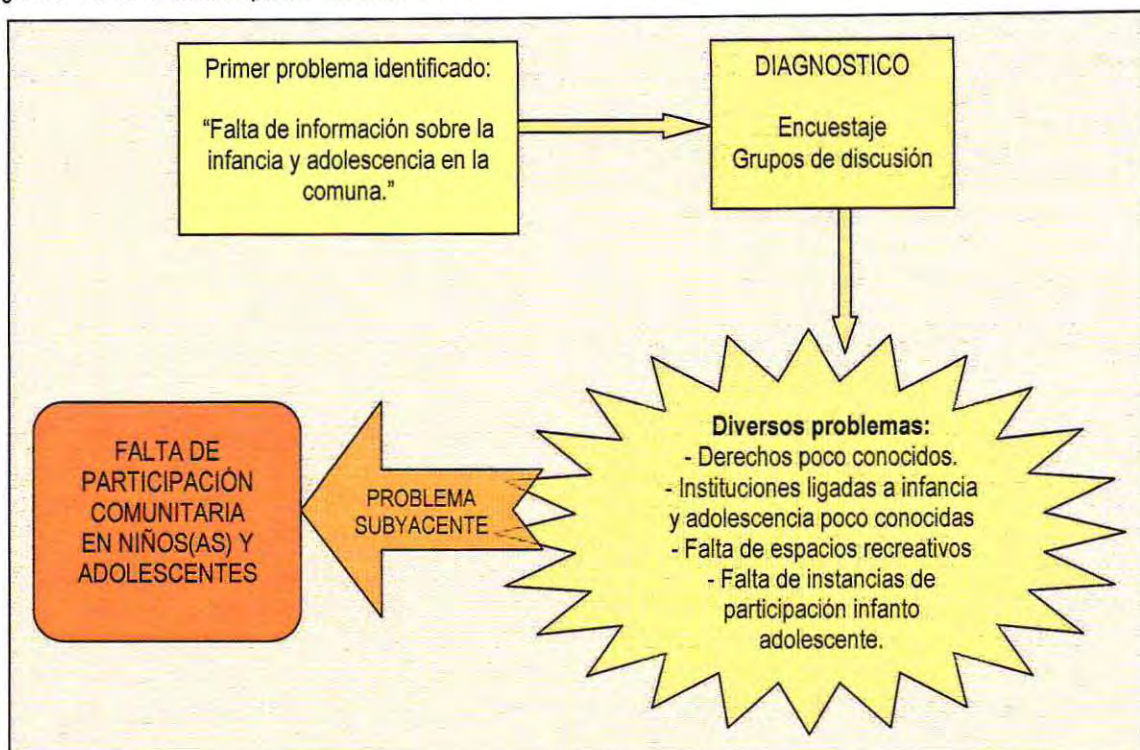 Primer problema identificado:
“Falta de información sobre la
infancia y adolescencia en la
comuna.”
DIAGNOSTICO
Encuestaje
Grupos de discusión
Diversos problemas:
- Derechos poco conocidos.
- Instituciones ligadas a infancia
y adolescencia poco conocidas
- Falta de espacios recreativos
- Falta de instancias de
participación infanto
adolescente.
PROBLEMA
SUBYACENTE
FALTA DE
PARTICIPACIÓN
COMUNITARIA
EN NIÑOS(AS) Y
ADOLESCENTES